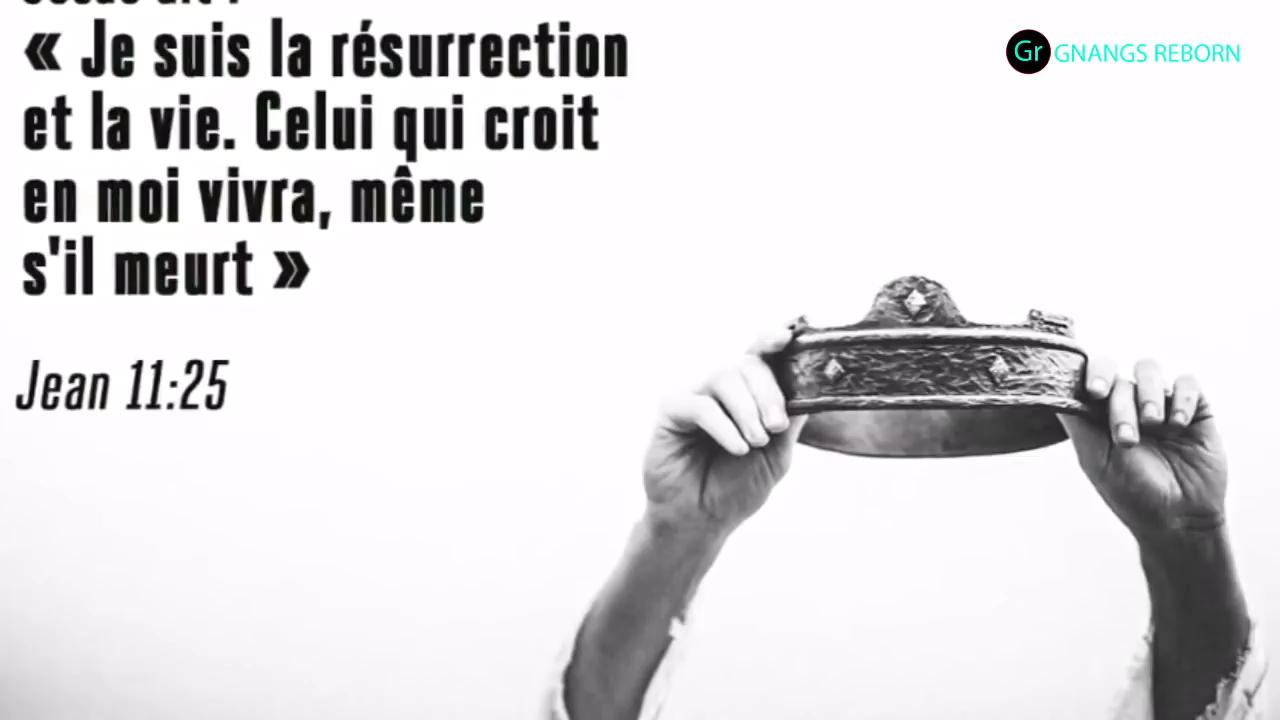 « Je suis la résurrection
et la vie. Celui qui croit
en moi vivra, même
s'il meurt »
Jean 11:25
Gr GNANGS REBORN